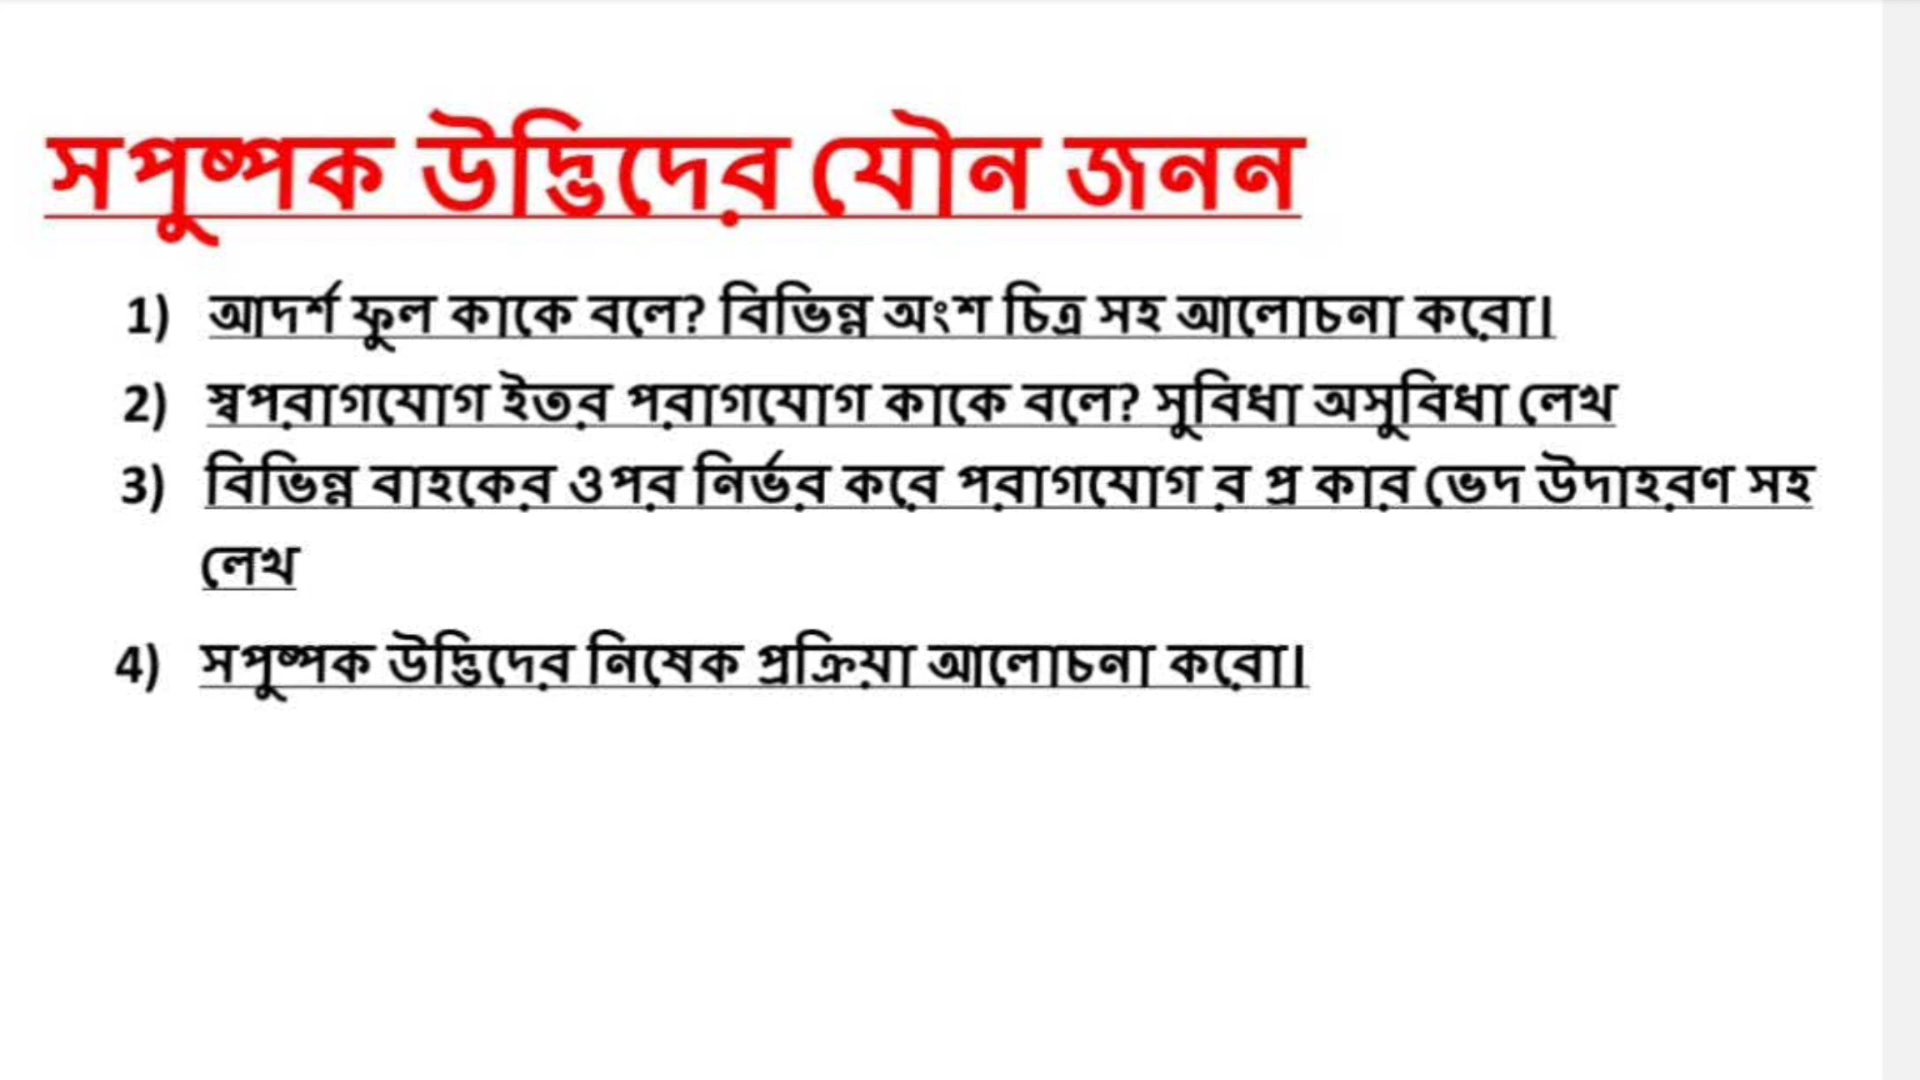 সপুষ্পক উদ্ভিদের যৌন জনন
1) আদর্শ ফুল কাকে বলে? বিভিন্ন অংশ চিত্র সহ আলোচনা করো।
2) স্বপরাগযোগ ইতর পরাগযোগ কাকে বলে? সুবিধা অসুবিধা লেখ
3) বিভিন্ন বাহকের ওপর নির্ভর করে পরাগযোগ র প্র কার ভেদ উদাহরণ সহ
লেখ
4) সপুষ্পক উদ্ভিদের নিষেক প্রক্রিয়া আলোচনা করো।